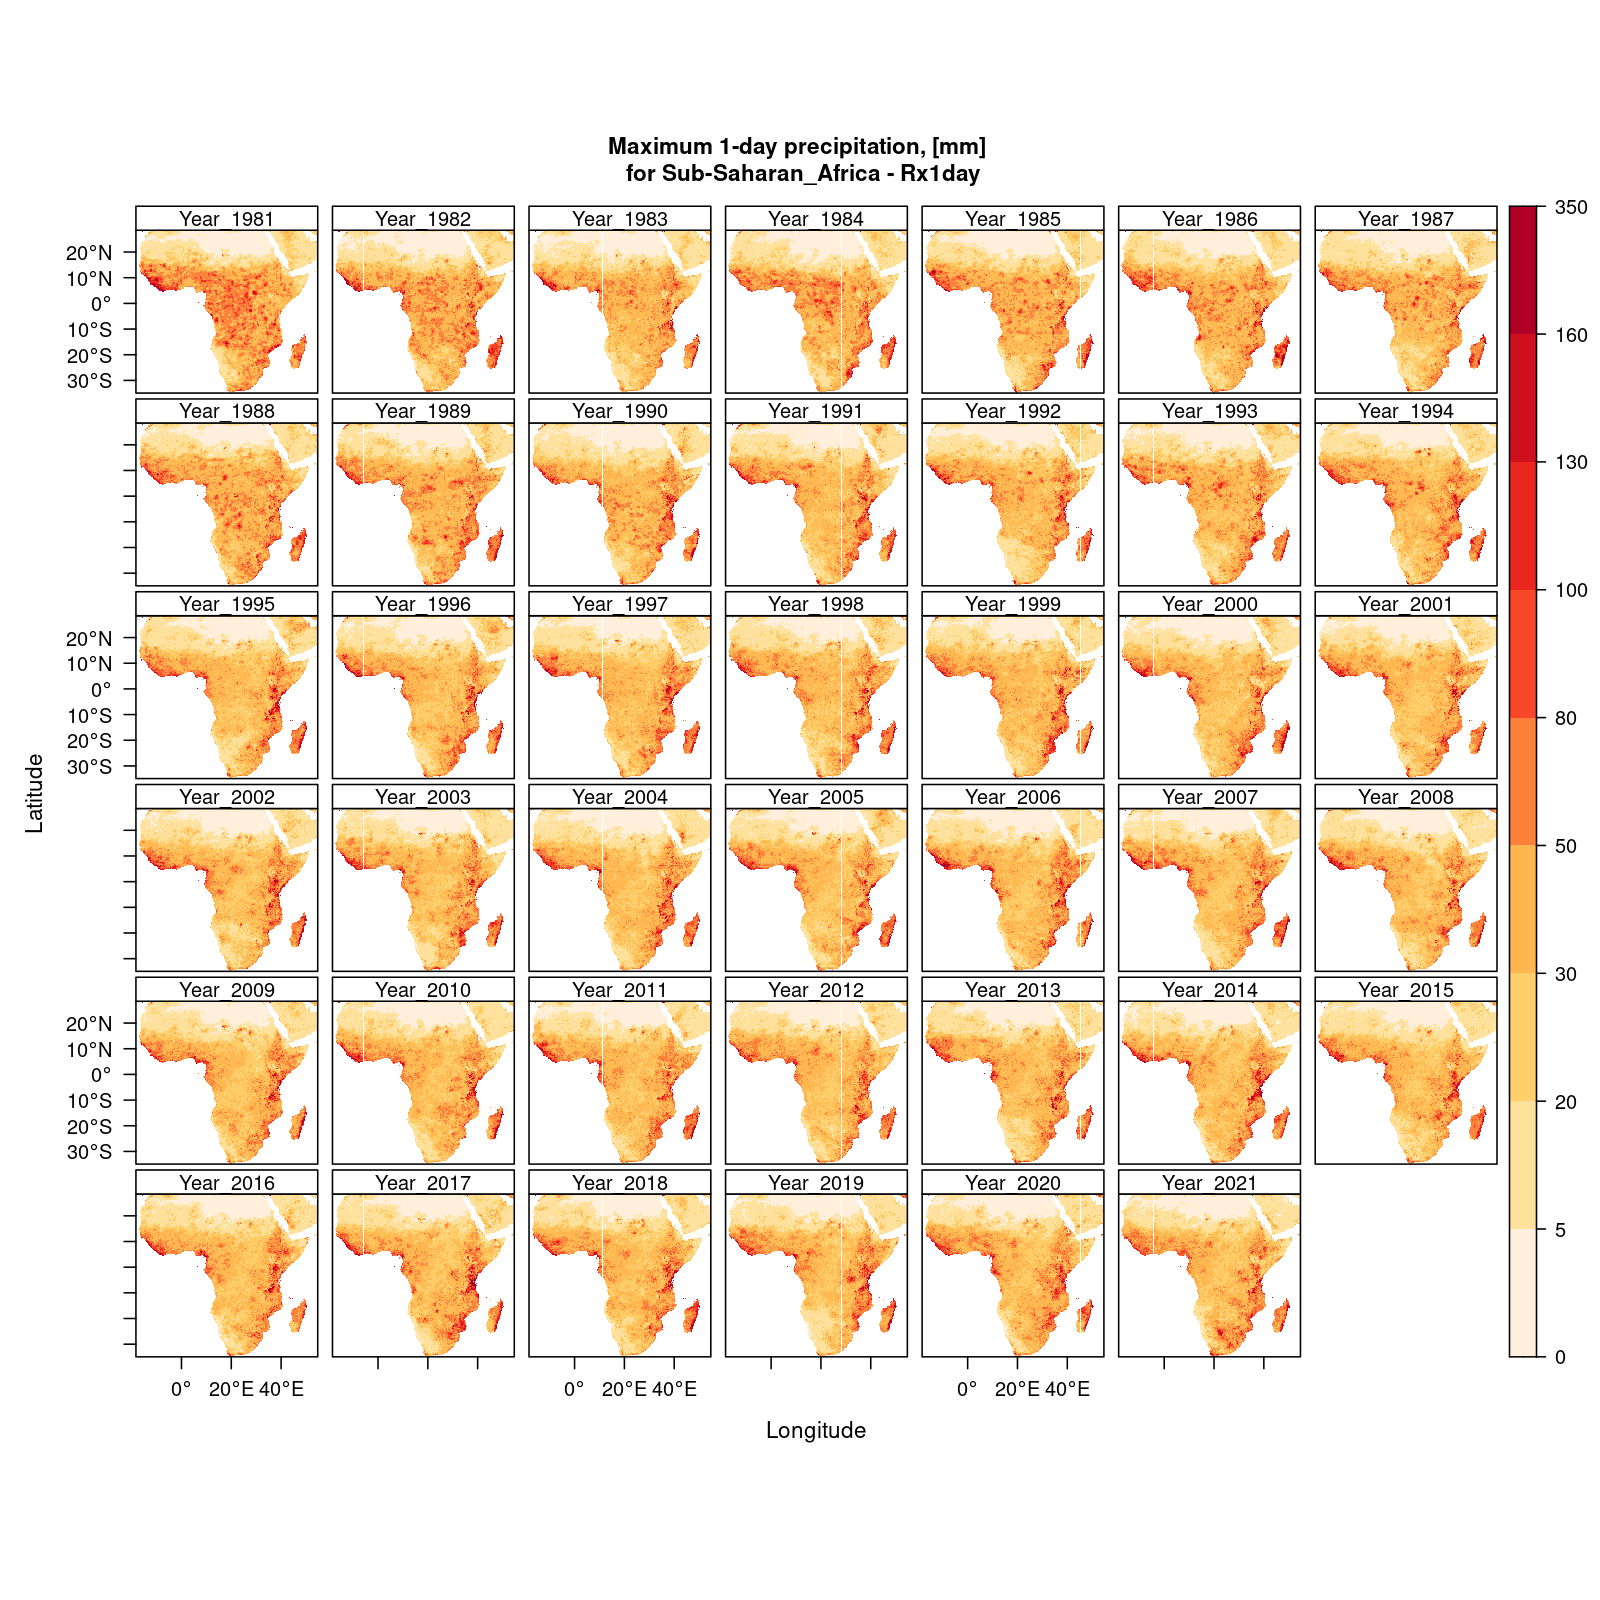 Maximum 1-day precipitation, [mm]
for Sub-Saharan_Africa - Rx1day
Year_1981 Year_1982 Year_1983 Year_1984 Year_1985 Year_1986 Year_1987
20°N
10°N
0°
10°S
20°S
30°S
Year_1988 Year_1989 Year_1990 Year_1991 Year_1992 Year_1993 Year_1994
Year_1995 Year_1996 Year_1997 Year_1998 Year_1999 Year_2000 Year_2001
20°N
10°N
0°
10°S
20°S
30°S
Year_2002 Year_2003 Year_2004 Year_2005 Year_2006 Year_2007 Year_2008
Year_2009 Year_2010 Year_2011 Year_2012 Year_2013 Year_2014 Year_2015
20°N
10°N
0°
10°S
20°S
30°S
Year_2016 Year_2017 Year_2018 Year_2019 Year_2020 Year_2021
0° 20°E 40°E 0° 20°E 40°E 0° 20°E 40°E
Longitude
Latitude
350
160
130
100
80
50
30
20
5
0